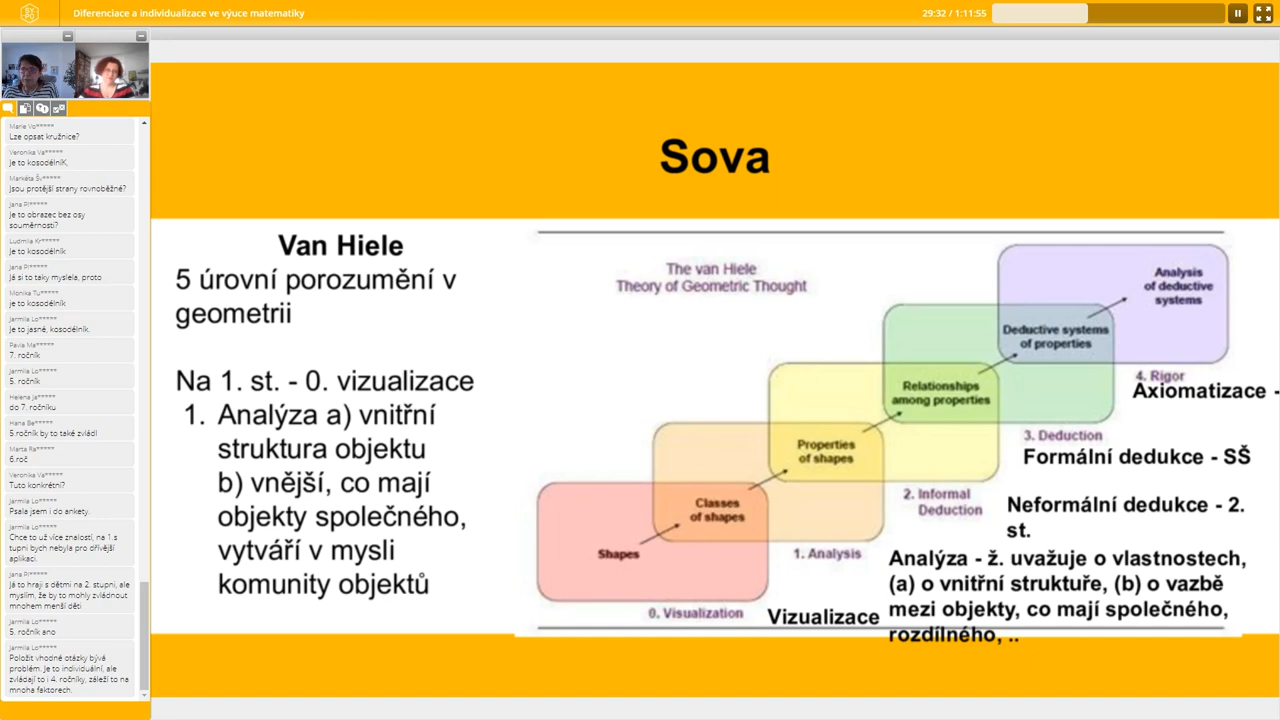 Diferenciace a individualizace ve výuce matematiky
29:32 / 1:11:55
Marie Vo*****
Lze opsat kružnice?
Veronika Va*****
Je to kosodélníK,
Markéta Šv*****
Jsou protější strany rovnoběžné?
Jana Pi*****
Je to obrazec bez osy
souměrnosti?
Ludmila Kr*****
Je to kosodélník
Jana Pi*****
Já si to taky myslela, proto
Monika Tu*****
je to kosodélník
Jarmila Lo*****
Je to jasné, kosodélník.
Pavla Ma*****
7. ročník
Jarmila Lo*****
5. ročník
Helena Ja*****
do 7. ročníku
Hana Be*****
5.ročník by to také zvládl
Marta Ra*****
6.roč
Veronika Va*****
Tuto konkrétní?
Jarmila Lo*****
Psala jsem i do ankety.
Jarmila Lo*****
Chce to už více znalostí, na 1.s
tupni bych nebyla pro dřívější
aplikaci.
Jana Pi*****
Já to hraji s dětmi na 2. stupni, ale
myslím, že by to mohly zvládnout
mnohem menší děti
Jarmila Lo*****
5. ročník ano
Jarmila Lo*****
Položit vhodné otázky bývá
problém. Je to individuální, ale
zvládají to i 4. ročníky, záleží to na
mnoha faktorech.
Sova
Van Hiele
5 úrovní porozumění v
geometrii
Na 1. st. - 0. vizualizace
1. Analýza a) vnitřní
struktura objektu
b) vnější, co mají
objekty společného,
vytváří v mysli
komunity objektů
The van Hiele
Theory of Geometric Thought
Analysis
of deductive
systems
Deductive systems
of properties
4. Rigor
Axiomatizace -
Relationships
among properties
3. Deduction
Formální dedukce - SŠ
Properties
of shapes
2. Informal
Deduction
Neformální dedukce - 2.
st.
Classes
of shapes
1. Analysis
Analýza - ž. uvažuje o vlastnostech,
(a) o vnitřní struktuře, (b) o vazbě
mezi objekty, co mají společného,
rozdílného, ..
Shapes
0. Visualization
Vizualizace